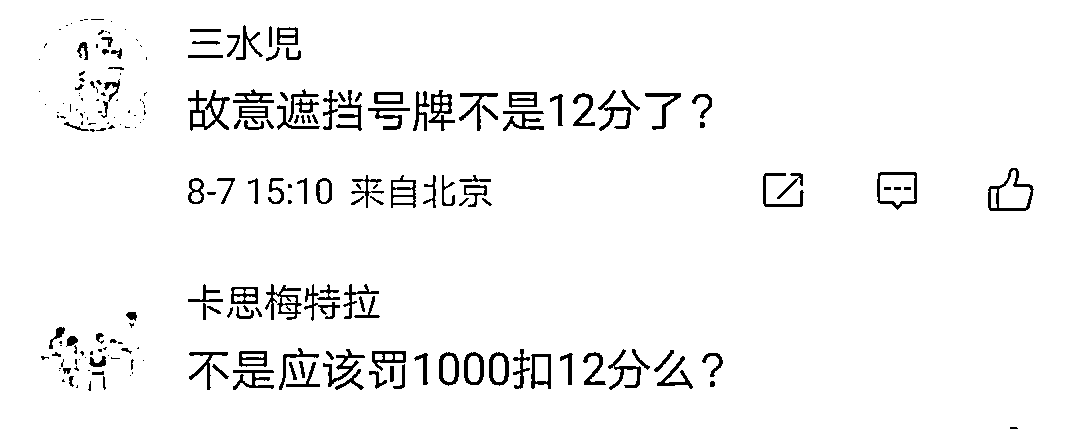 三水児
故意遮挡号牌不是12分了？
8-7 15:10 来自北京
卡思梅特拉
不是应该罚1000扣12分么？